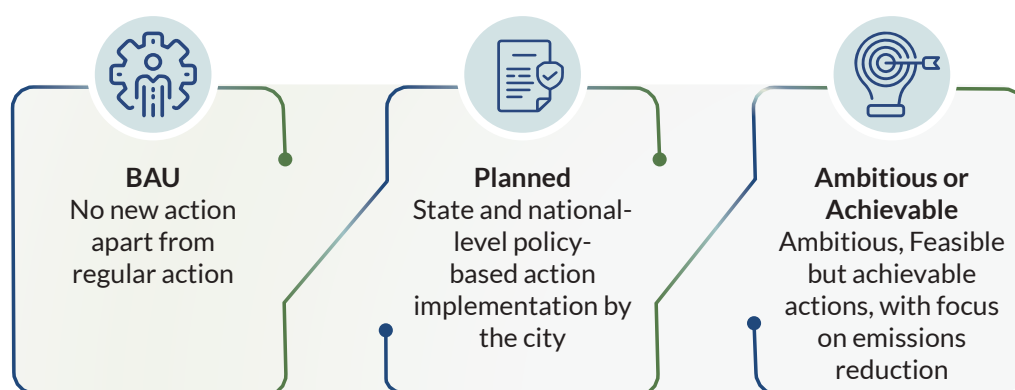 BAU
No new action
apart from
regular action
Planned
State and national-
level policy-
based action
implementation by
the city
Ambitious or
Achievable
Ambitious, Feasible
but achievable
actions, with focus
on emissions
reduction